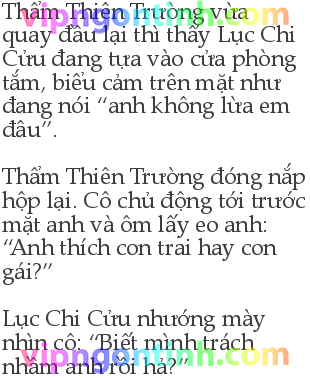 Thẩm Thiên Trường vừa
quay đầu lại thì thấy Lục Chi
Cửu đang tựa vào cửa phòng
tắm, biểu cảm trên mặt như
đang nói “anh không lừa em
đâu”.
Thẩm Thiên Trường đóng nắp
hộp lại. Cô chủ động tới trước
mặt anh và ôm lấy eo anh:
“Anh thích con trai hay con
gái?”
Lục Chi Cửu nhướng mày
nhìn cô: “Biết mình trách
nhầm anh rồi hả?”
vipngontinh.com
vipngontinh.com